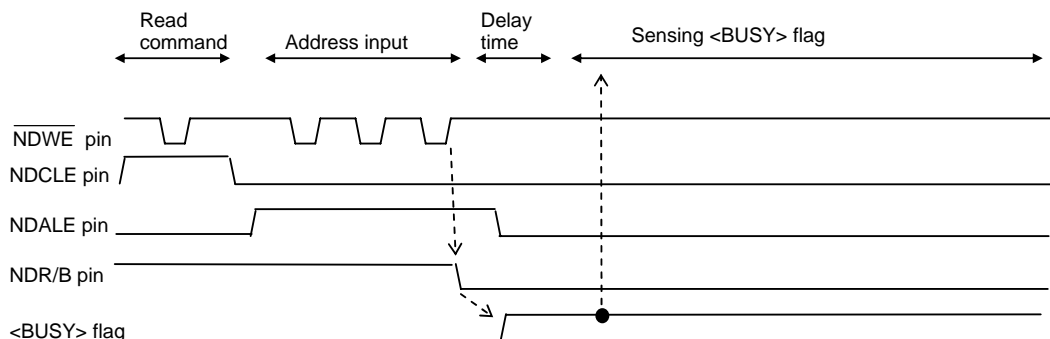 Read
command
Address input
Delay
time
Sensing <BUSY> flag
NDWE pin
NDCLE pin
NDALE pin
NDR/B pin
<BUSY> flag